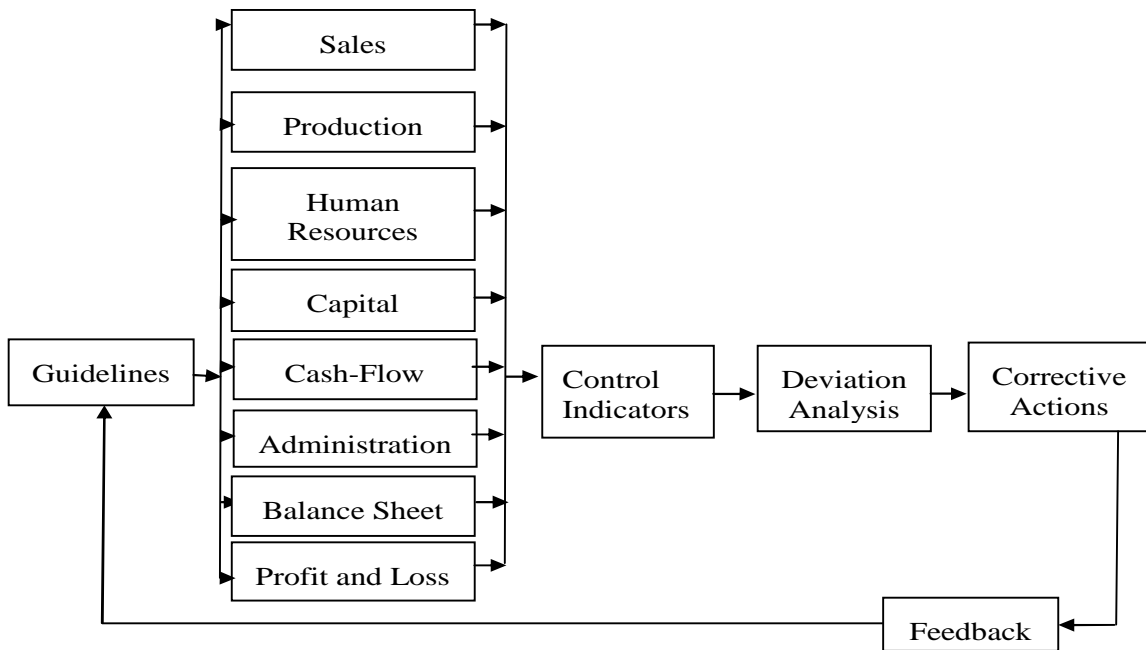 Sales
Production
Human
Resources
Capital
Guidelines
Cash-Flow
Control
Indicators
Deviation
Analysis
Corrective
Actions
Administration
Balance Sheet
Profit and Loss
Feedback